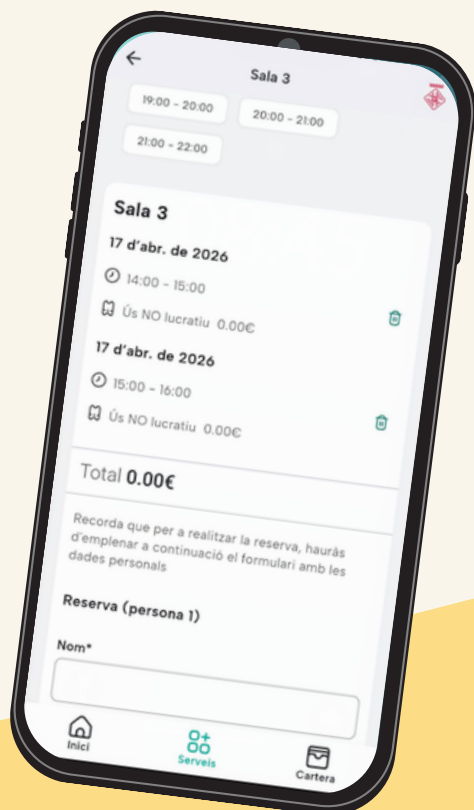 Sala 3
19:00 - 20:00
20:00 - 21:00
21:00 - 22:00
Sala 3
17 d'abr. de 2026
14:00 - 15:00
Ús NO lucratiu 0.00€
17 d'abr. de 2026
15:00 - 16:00
Ús NO lucratiu 0.00€
Total 0.00€
Recorda que per a realitzar la reserva, hauràs
d'emplenar a continuació el formulari amb les
dades personals
Reserva (persona 1)
Nom*
Inici
Serveis
Cartera